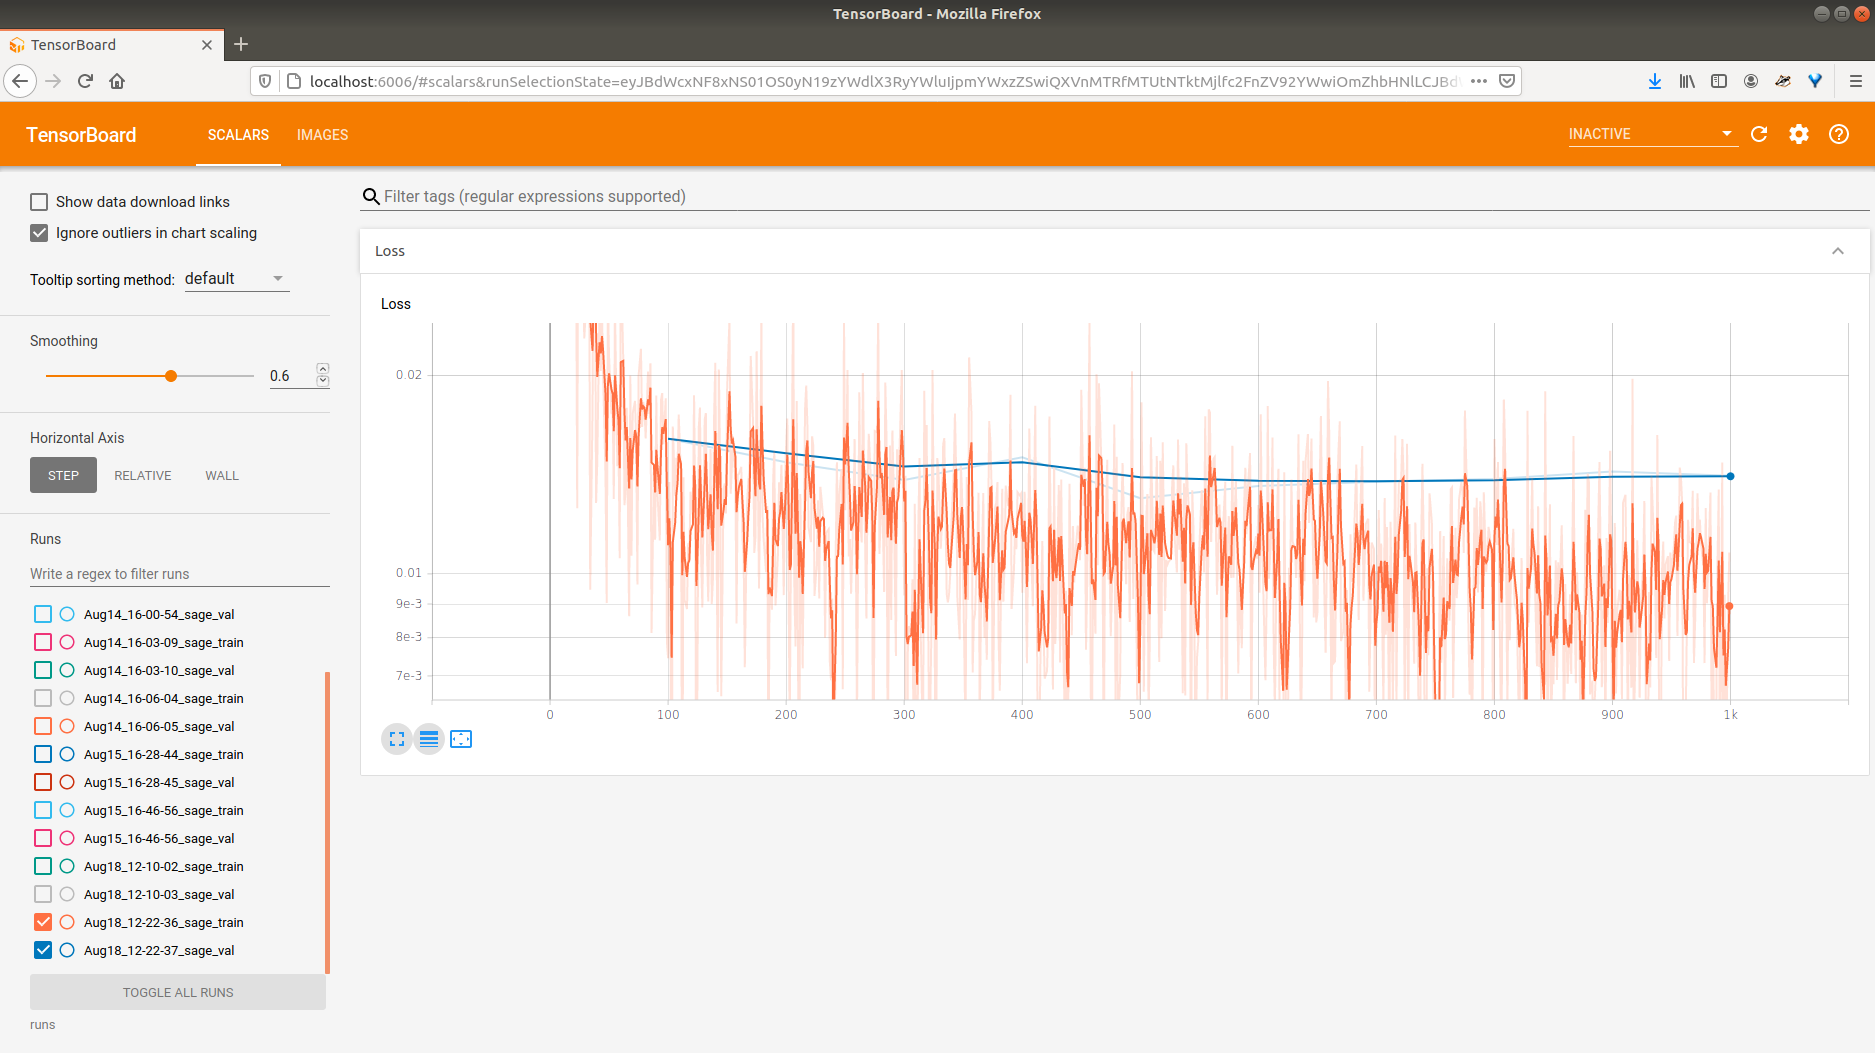 TensorBoard - Mozilla Firefox
TensorBoard
localhost:6006/#scalars&runSelectionState=eyJBdWcxNF8xNS01OS0yN19zYWdlX3RyYWluIjpmYWxzZSwiQXVnMTRfMTUtNTktMjlfc2FnZV92YWwiOmZhbHNlLCJBd
TensorBoard SCALARS IMAGES INACTIVE
Show data download links
Ignore outliers in chart scaling
Tooltip sorting method: default
Smoothing
0.6
Horizontal Axis
STEP RELATIVE WALL
Runs
Write a regex to filter runs
Aug14_16-00-54_sage_val
Aug14_16-03-09_sage_train
Aug14_16-03-10_sage_val
Aug14_16-06-04_sage_train
Aug14_16-06-05_sage_val
Aug15_16-28-44_sage_train
Aug15_16-28-45_sage_val
Aug15_16-46-56_sage_train
Aug15_16-46-56_sage_val
Aug18_12-10-02_sage_train
Aug18_12-10-03_sage_val
Aug18_12-22-36_sage_train
Aug18_12-22-37_sage_val
TOGGLE ALL RUNS
runs
Filter tags (regular expressions supported)
Loss
Loss
0.02
0.01
9e-3
8e-3
7e-3
0 100 200 300 400 500 600 700 800 900 1k